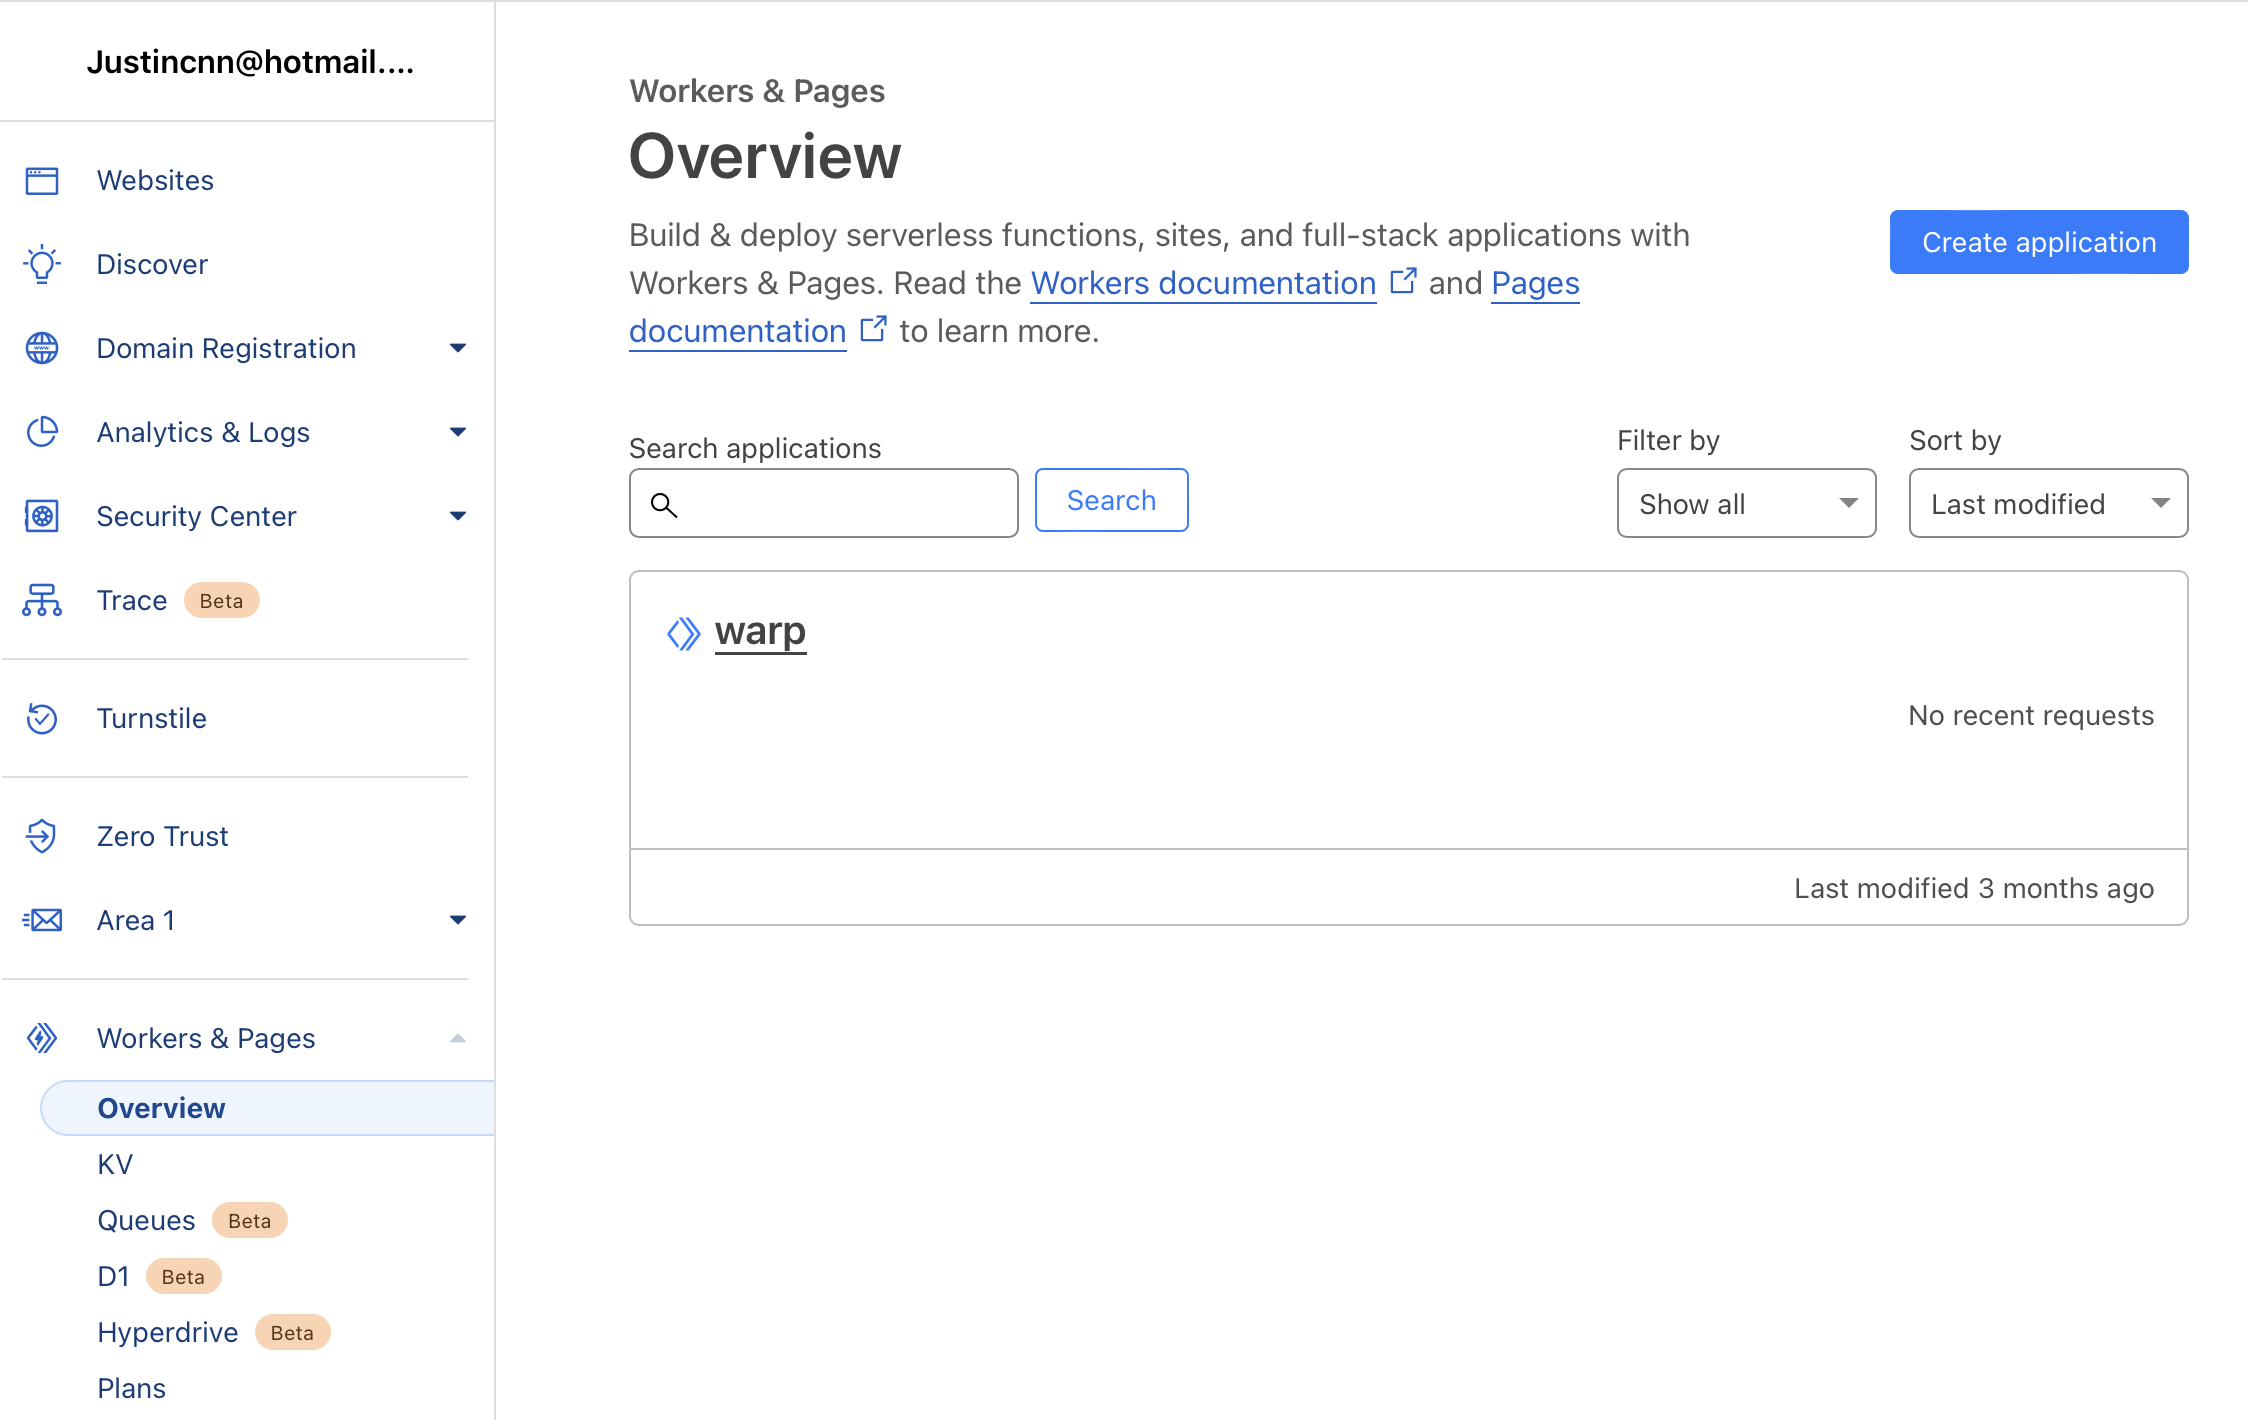 Justincnn@hotmail....
Websites
Discover
Domain Registration
Analytics & Logs
Security Center
Trace Beta
Turnstile
Zero Trust
Area 1
Workers & Pages
Overview
KV
Queues Beta
D1 Beta
Hyperdrive Beta
Plans
Workers & Pages
Overview
Build & deploy serverless functions, sites, and full-stack applications with
Workers & Pages. Read the Workers documentation and Pages
documentation to learn more.
Create application
Search applications
Search
Filter by
Show all
Sort by
Last modified
warp
No recent requests
Last modified 3 months ago